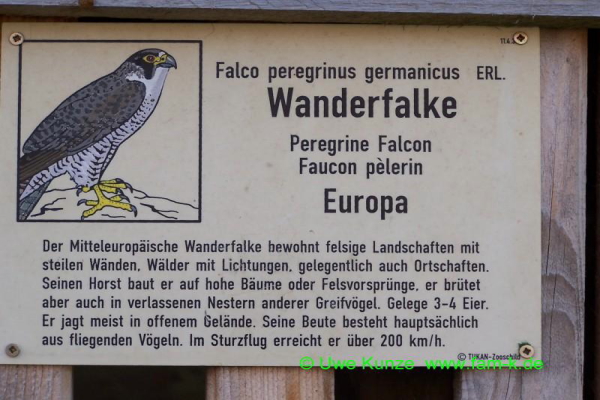 Falco peregrinus germanicus ERL.
Wanderfalke
Peregrine Falcon
Faucon pèlerin
Europa
Der Mitteleuropäische Wanderfalke bewohnt felsige Landschaften mit
steilen Wänden, Wälder mit Lichtungen, gelegentlich auch Ortschaften.
Seinen Horst baut er auf hohe Bäume oder Felsvorsprünge, er brütet
aber auch in verlassenen Nestern anderer Greifvögel. Gelege 3-4 Eier.
Er jagt meist in offenem Gelände. Seine Beute besteht hauptsächlich
aus fliegenden Vögeln. Im Sturzflug erreicht er über 200 km/h.
© TUKAN-Zooschild
© Uwe Kunze www.fam-k.de